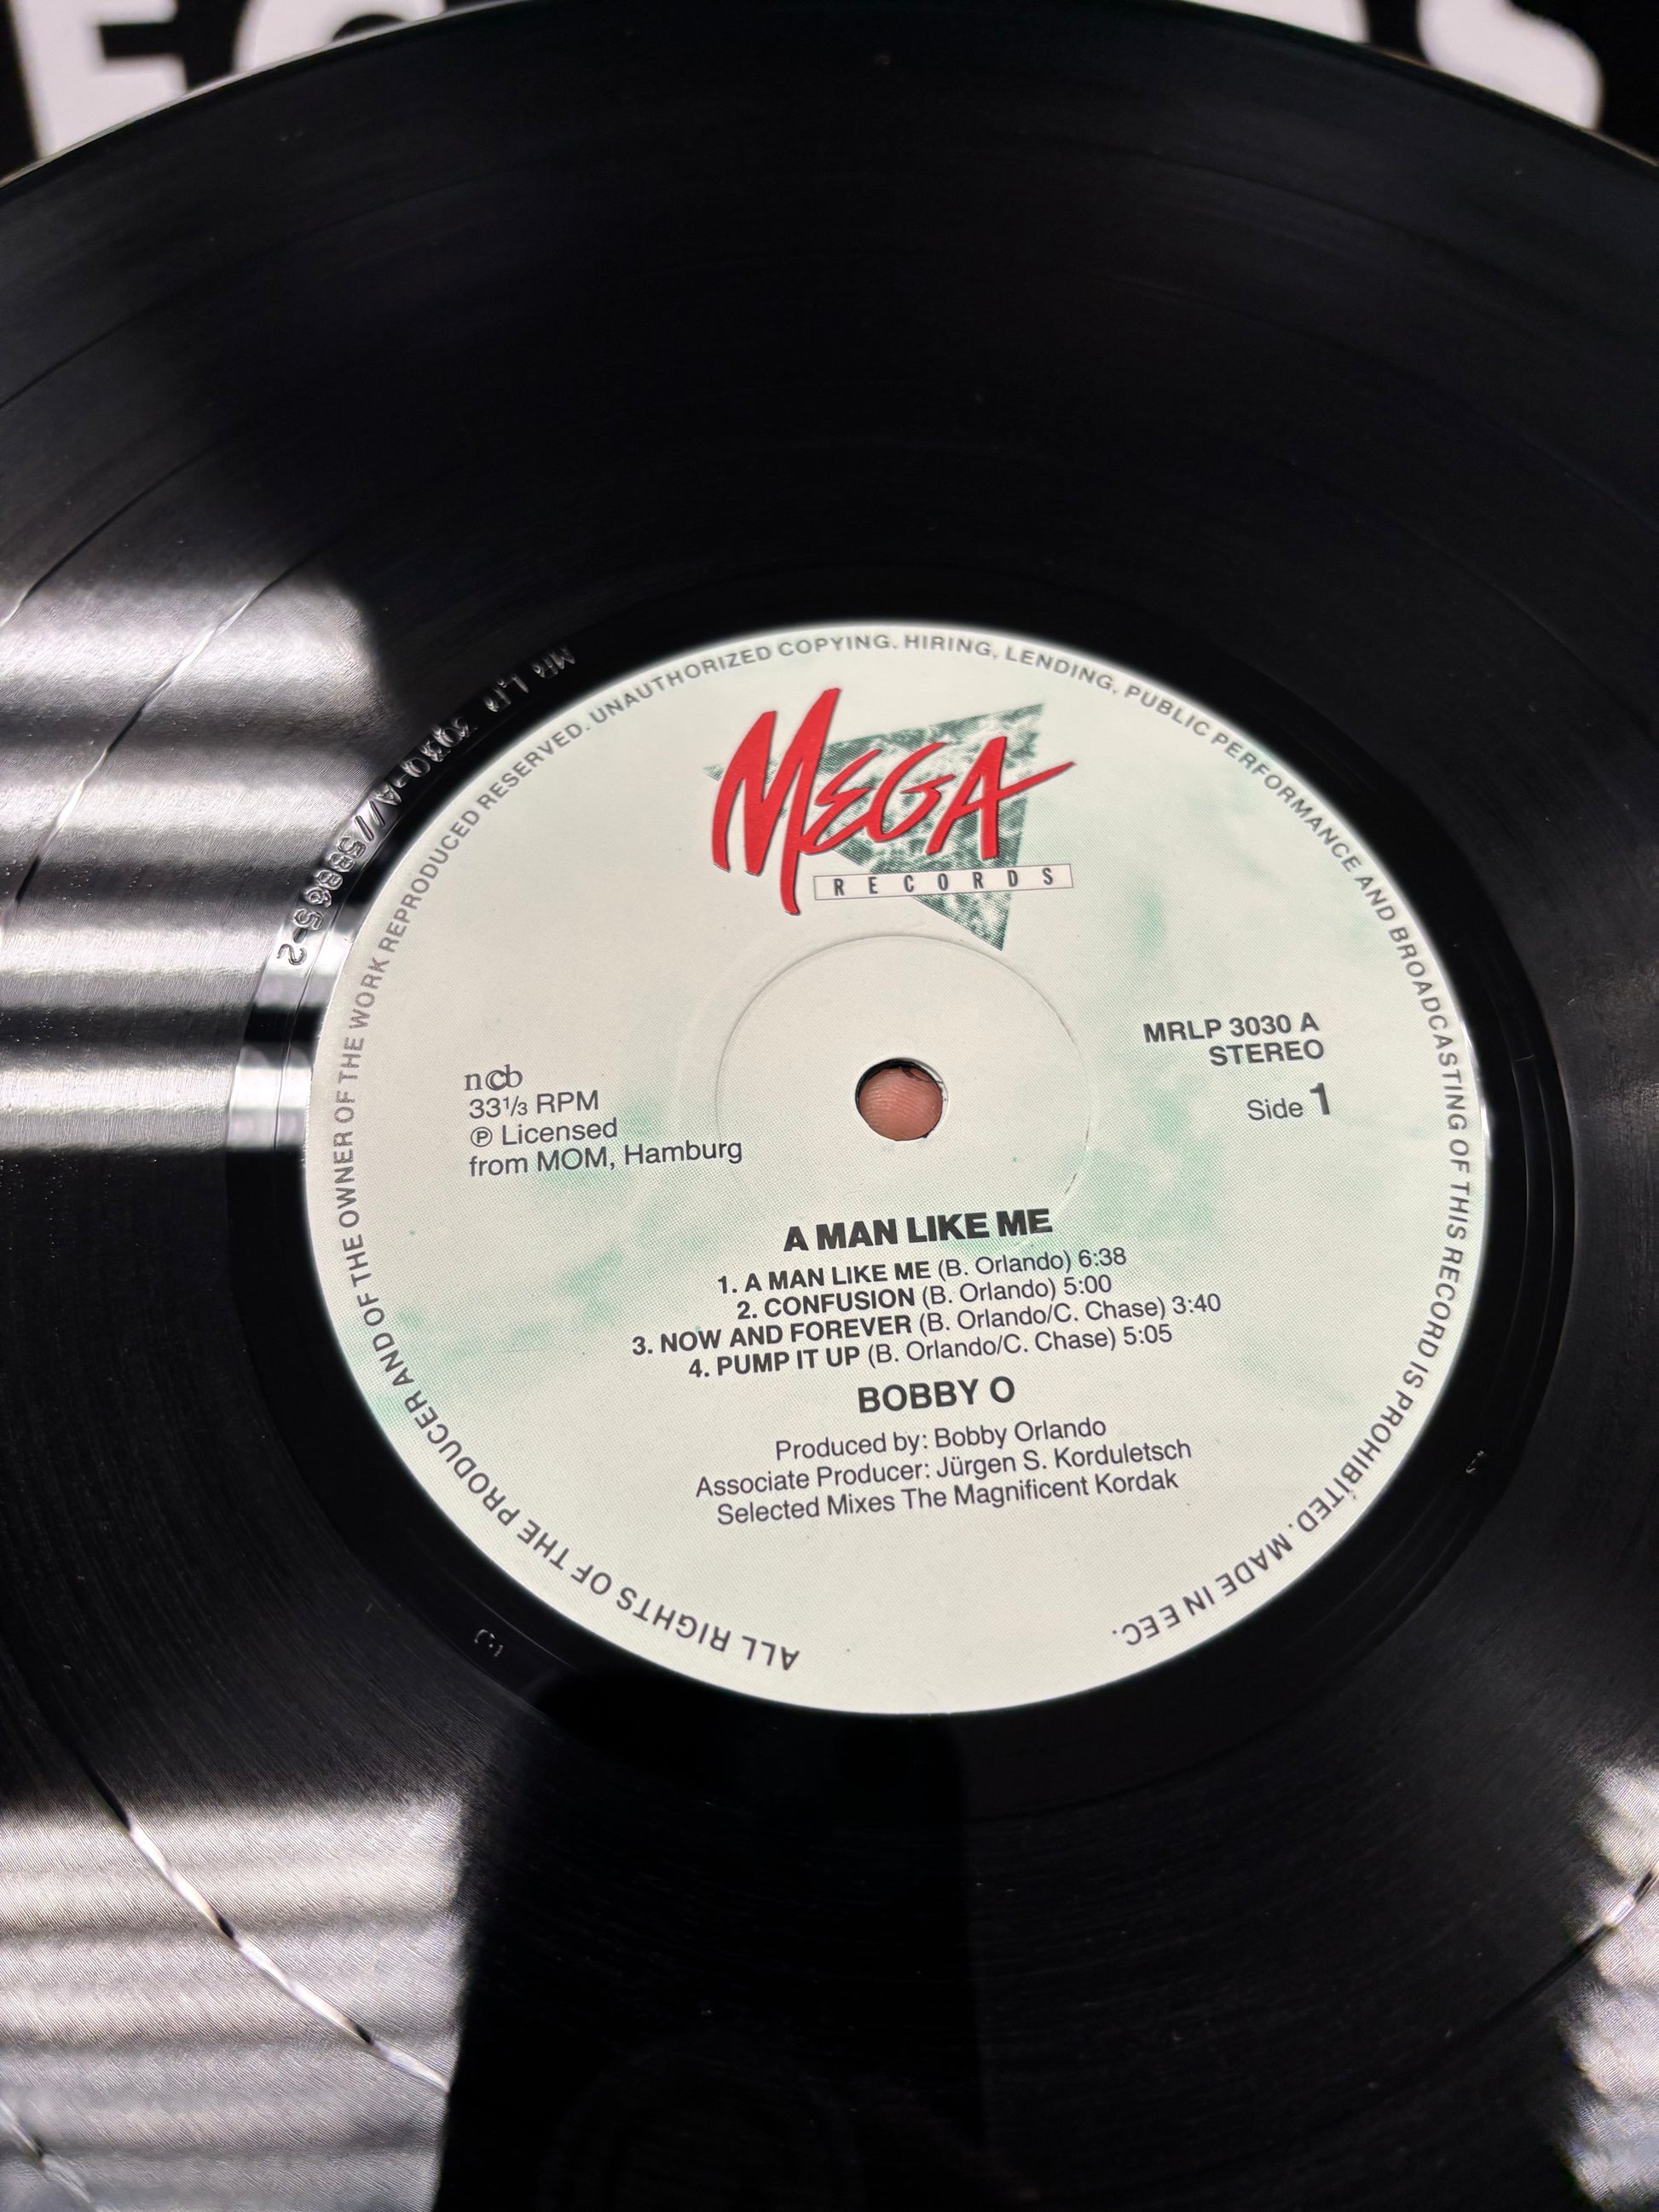 MEGA
RECORDS
MRLP 3030 A
STEREO
Side 1
ncb
33⅓ RPM
Ⓟ Licensed
from MOM, Hamburg
A MAN LIKE ME
1. A MAN LIKE ME (B. Orlando) 6:38
2. CONFUSION (B. Orlando) 5:00
3. NOW AND FOREVER (B. Orlando/C. Chase) 3:40
4. PUMP IT UP (B. Orlando/C. Chase) 5:05
BOBBY O
Produced by: Bobby Orlando
Associate Producer: Jürgen S. Korduletsch
Selected Mixes The Magnificent Kordak
ALL RIGHTS OF THE PRODUCER AND OF THE OWNER OF THE WORK REPRODUCED RESERVED. UNAUTHORIZED COPYING. HIRING, LENDING, PUBLIC PERFORMANCE AND BROADCASTING OF THIS RECORD IS PROHIBITED. MADE IN EEC.